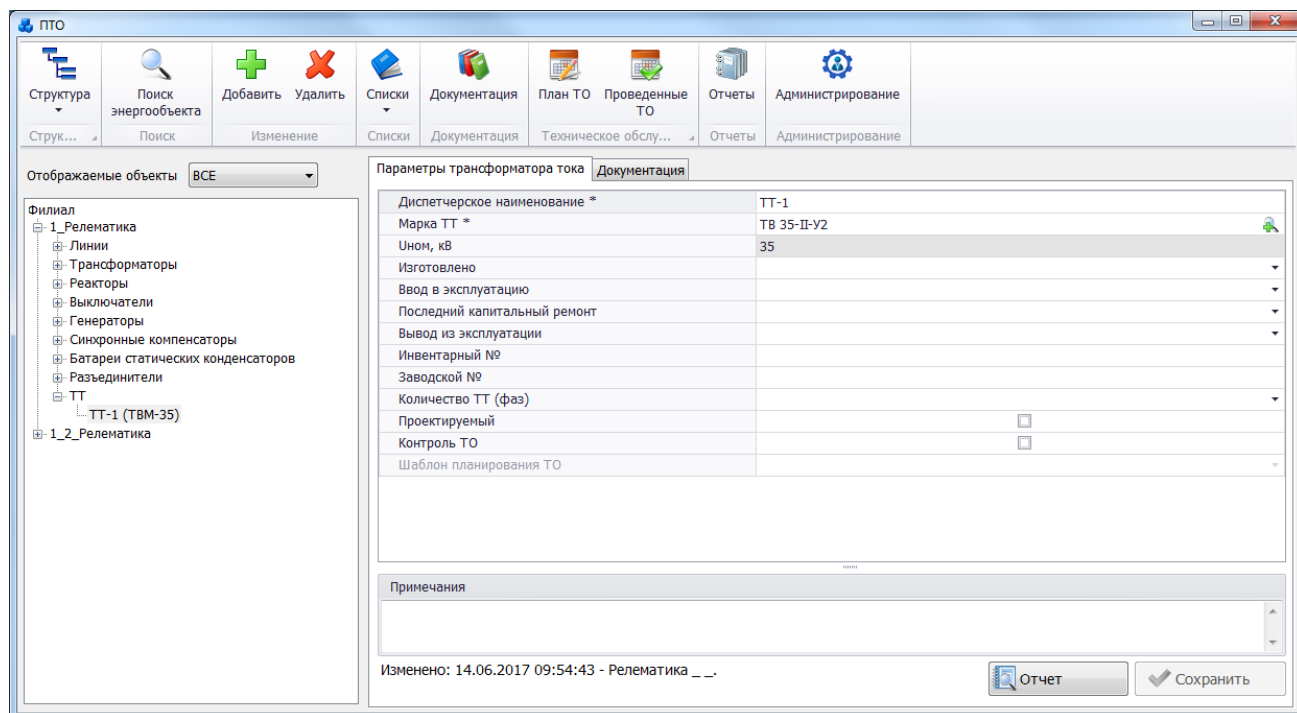 ПТО
Структура
Поиск энергообъекта
Добавить
Удалить
Списки
Документация
План ТО
Проведенные ТО
Отчеты
Администрирование
Струк...
Поиск
Изменение
Списки
Документация
Техническое обслу...
Отчеты
Администрирование
Отображаемые объекты ВСЕ
Филиал
1_Релематика
Линии
Трансформаторы
Реакторы
Выключатели
Генераторы
Синхронные компенсаторы
Батареи статических конденсаторов
Разъединители
ТТ
ТТ-1 (ТВМ-35)
1_2_Релематика
Параметры трансформатора тока Документация
Диспетчерское наименование * ТТ-1
Марка ТТ * ТВ 35-II-У2
Uном, кВ 35
Изготовлено
Ввод в эксплуатацию
Последний капитальный ремонт
Вывод из эксплуатации
Инвентарный №
Заводской №
Количество ТТ (фаз)
Проектируемый
Контроль ТО
Шаблон планирования ТО
Примечания
Изменено: 14.06.2017 09:54:43 - Релематика _ _.
Отчет
Сохранить